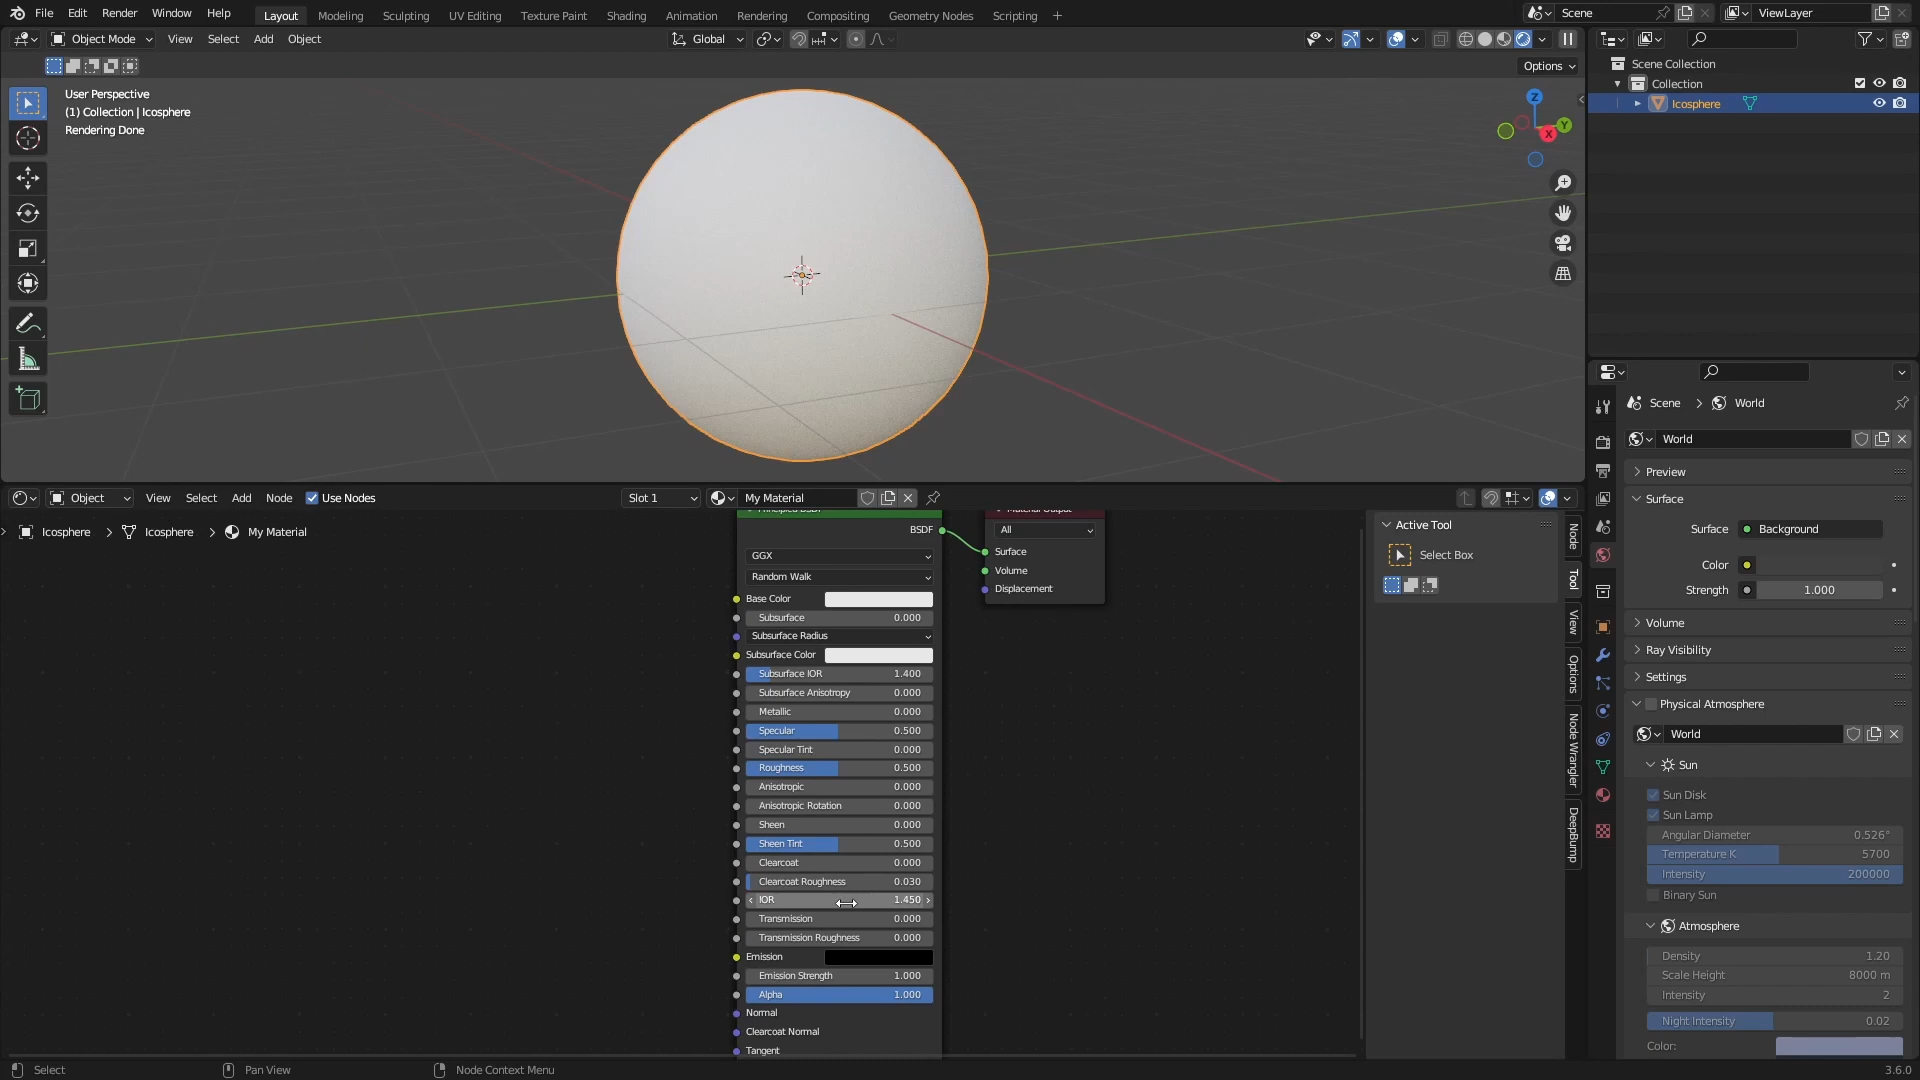 File Edit Render Window Help Layout Modeling Sculpting UV Editing Texture Paint Shading Animation Rendering Compositing Geometry Nodes Scripting + Scene ViewLayer
Object Mode View Select Add Object Global
Options
User Perspective
(1) Collection | Icosphere
Rendering Done
Z
Y
X
Scene Collection
Collection
Icosphere
Scene > World
World
Preview
Surface
Surface Background
Color
Strength 1.000
Volume
Ray Visibility
Settings
Physical Atmosphere
World
Sun
Sun Disk
Sun Lamp
Angular Diameter 0.526°
Temperature K 5700
Intensity 200000
Binary Sun
Atmosphere
Density 1.20
Scale Height 8000 m
Intensity 2
Night Intensity 0.02
Color:
Object View Select Add Node Use Nodes Slot 1 My Material
Icosphere > Icosphere > My Material
Principled BSDF
BSDF
GGX
Random Walk
Base Color
Subsurface 0.000
Subsurface Radius
Subsurface Color
Subsurface IOR 1.400
Subsurface Anisotropy 0.000
Metallic 0.000
Specular 0.500
Specular Tint 0.000
Roughness 0.500
Anisotropic 0.000
Anisotropic Rotation 0.000
Sheen 0.000
Sheen Tint 0.500
Clearcoat 0.000
Clearcoat Roughness 0.030
IOR 1.450
Transmission 0.000
Transmission Roughness 0.000
Emission
Emission Strength 1.000
Alpha 1.000
Normal
Clearcoat Normal
Tangent
Material Output
All
Surface
Volume
Displacement
Active Tool
Select Box
Node
Tool
View
Options
Node Wrangler
DeepBump
Select Pan View Node Context Menu 3.6.0